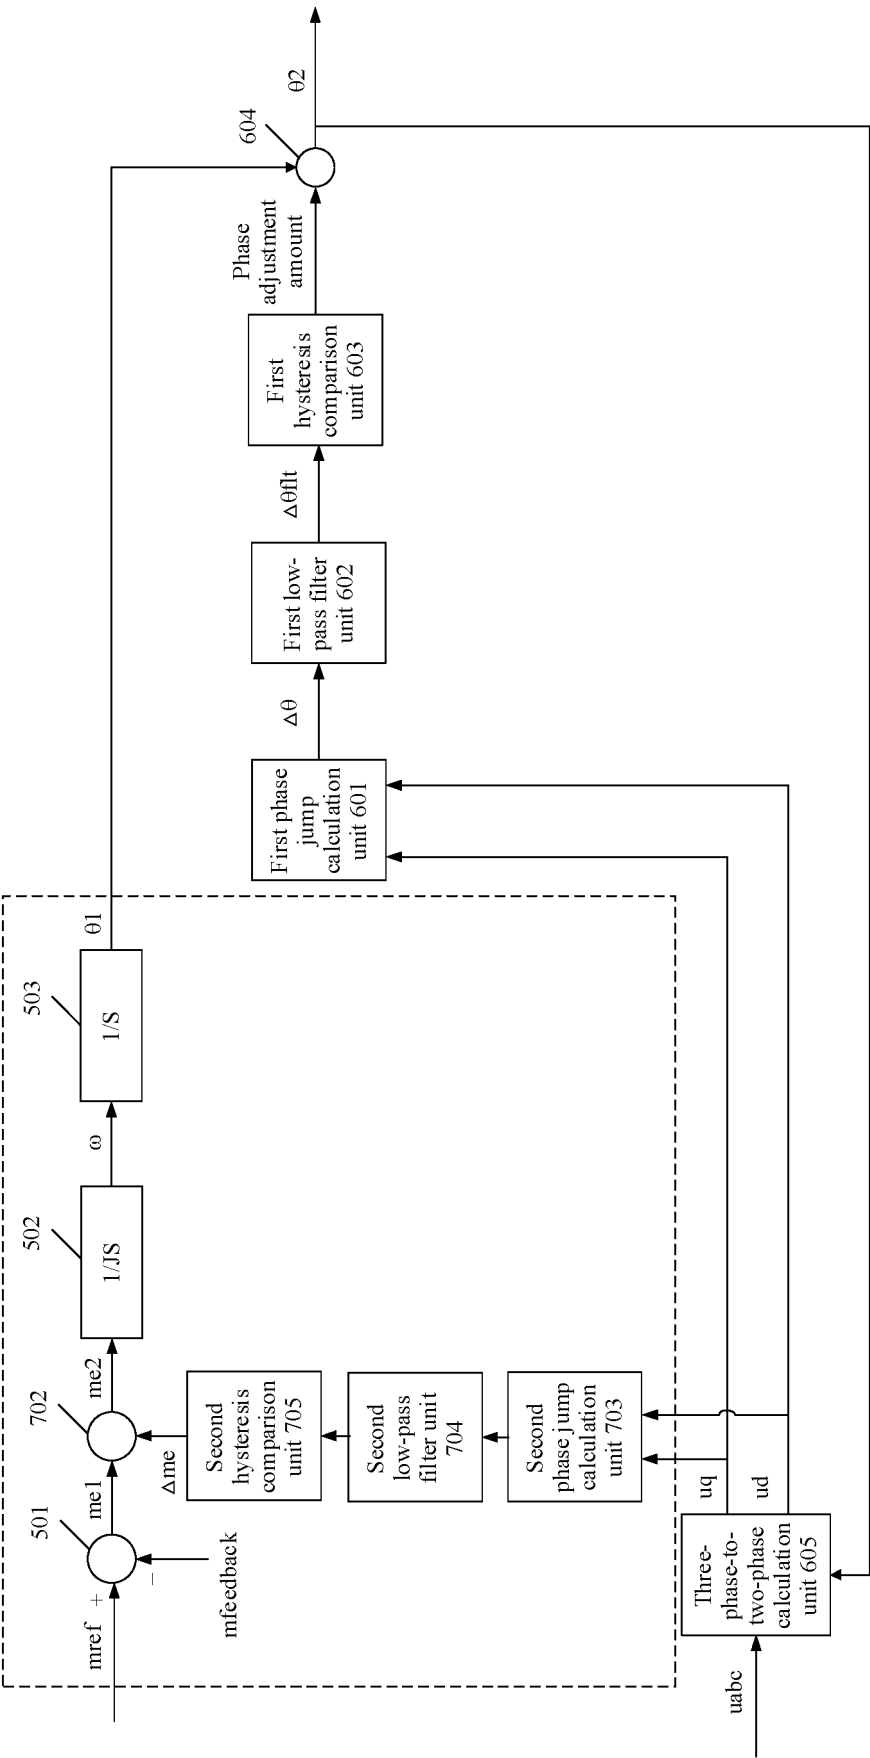 mref
+
−
mfeedback
501
me1
702
me2
Δme
502
1/JS
ω
503
1/S
θ1
Second
hysteresis
comparison
unit 705
Second
low-pass
filter unit
704
Second
phase jump
calculation
unit 703
uabc
Three-
phase-to-
two-phase
calculation
unit 605
uq
ud
First phase
jump
calculation
unit 601
Δθ
First low-
pass filter
unit 602
Δθflt
First
hysteresis
comparison
unit 603
Phase
adjustment
amount
604
θ2